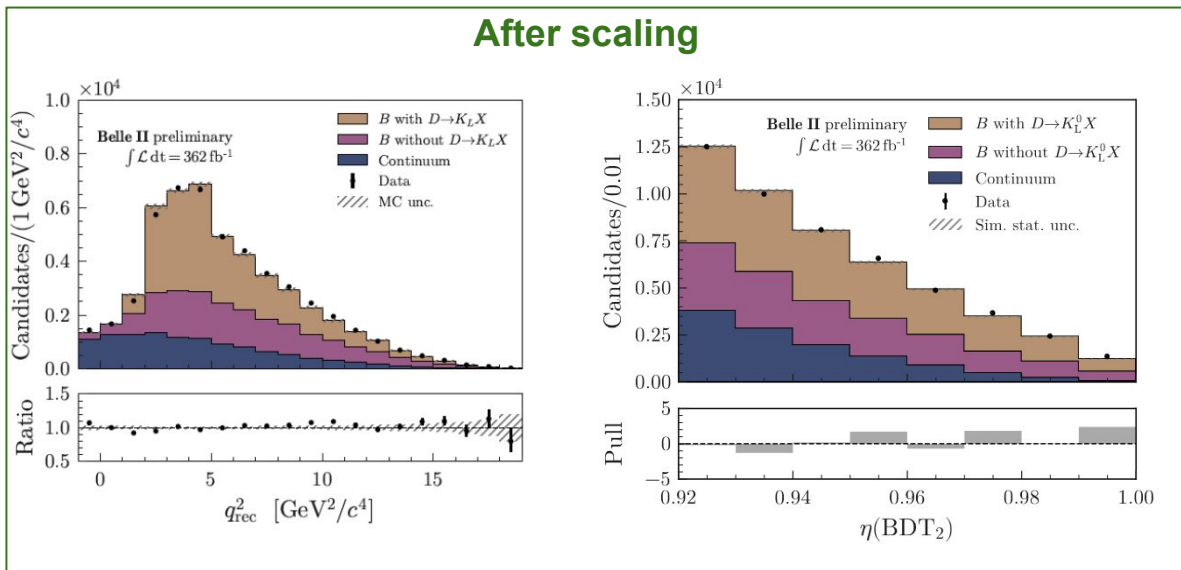 After scaling
×10⁴
1.0
0.8
0.6
0.4
0.2
0.0
Candidates/(1 GeV²/c⁴)
Belle II preliminary
∫ℒ dt = 362 fb⁻¹
B with D→K_L X
B without D→K_L X
Continuum
Data
MC unc.
1.5
1.0
0.5
Ratio
0 5 10 15
q²_rec [GeV²/c⁴]
×10⁴
1.50
1.25
1.00
0.75
0.50
0.25
0.00
Candidates/0.01
Belle II preliminary
∫ℒ dt = 362 fb⁻¹
B with D→K⁰_L X
B without D→K⁰_L X
Continuum
Data
Sim. stat. unc.
5
0
−5
Pull
0.92 0.94 0.96 0.98 1.00
η(BDT₂)